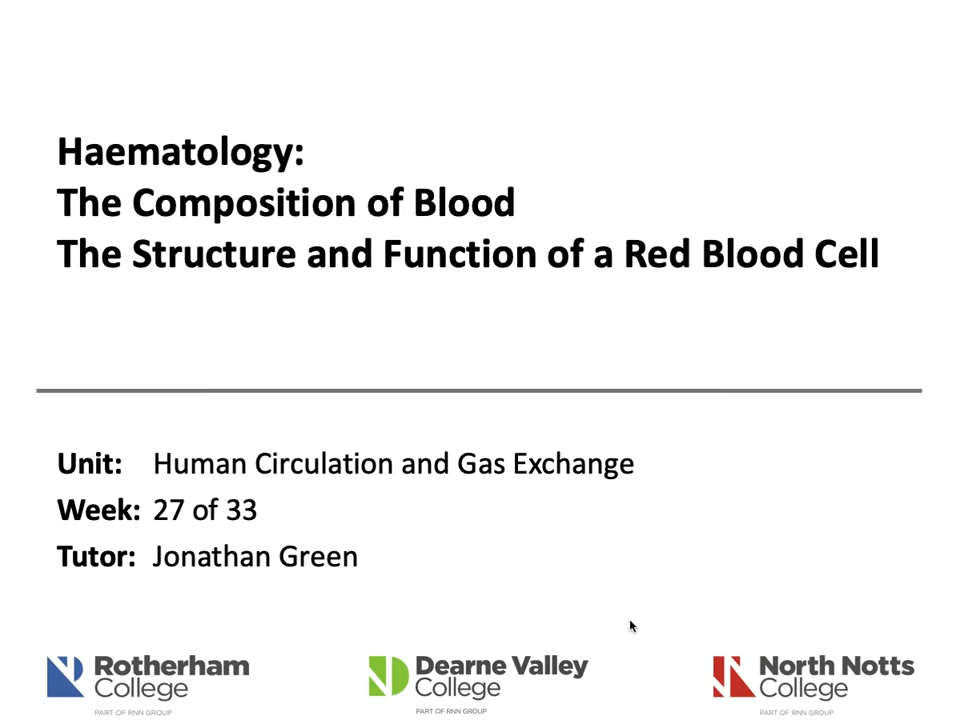 Haematology:
The Composition of Blood
The Structure and Function of a Red Blood Cell
Unit: Human Circulation and Gas Exchange
Week: 27 of 33
Tutor: Jonathan Green
Rotherham
College
PART OF RNN GROUP
Dearne Valley
College
PART OF RNN GROUP
North Notts
College
PART OF RNN GROUP